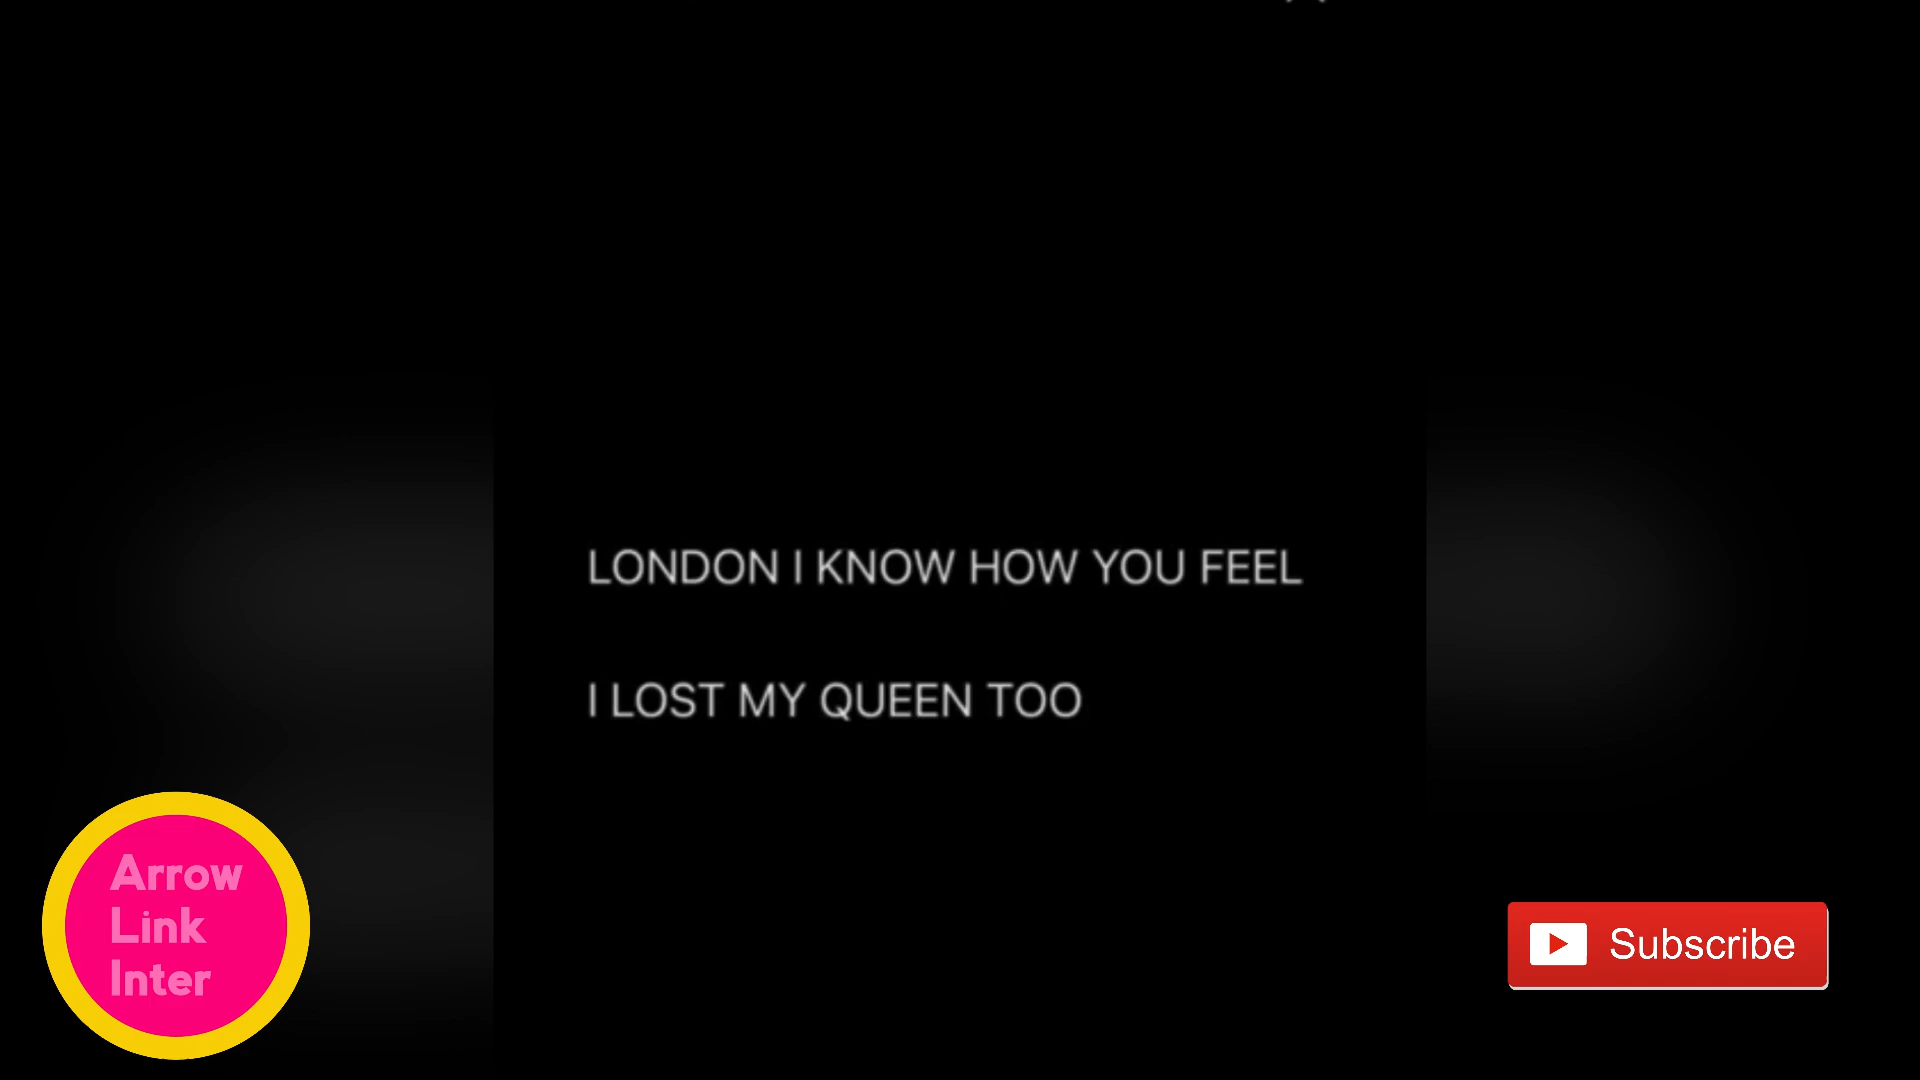 LONDON I KNOW HOW YOU FEEL
I LOST MY QUEEN TOO
Arrow
Link
Inter
Subscribe